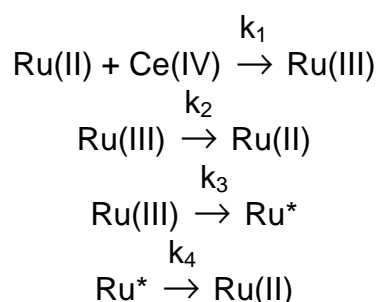 k₁
Ru(II) + Ce(IV) → Ru(III)
k₂
Ru(III) → Ru(II)
k₃
Ru(III) → Ru*
k₄
Ru* → Ru(II)